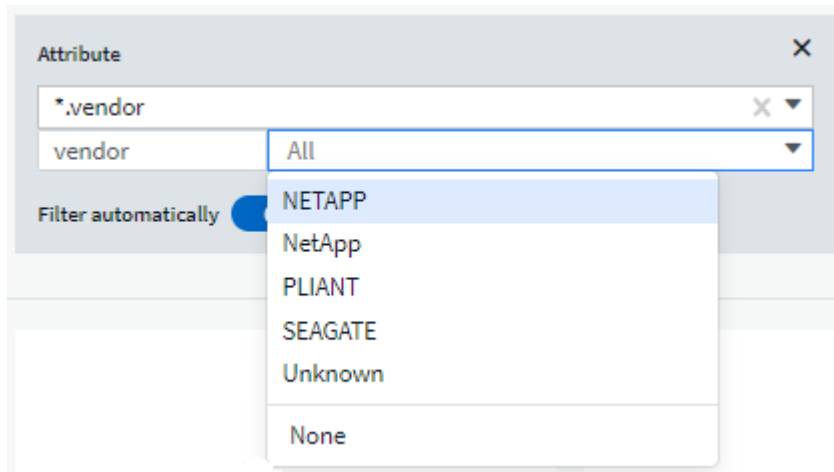 Attribute
*.vendor
vendor All
Filter automatically
NETAPP
NetApp
PLIANT
SEAGATE
Unknown
None